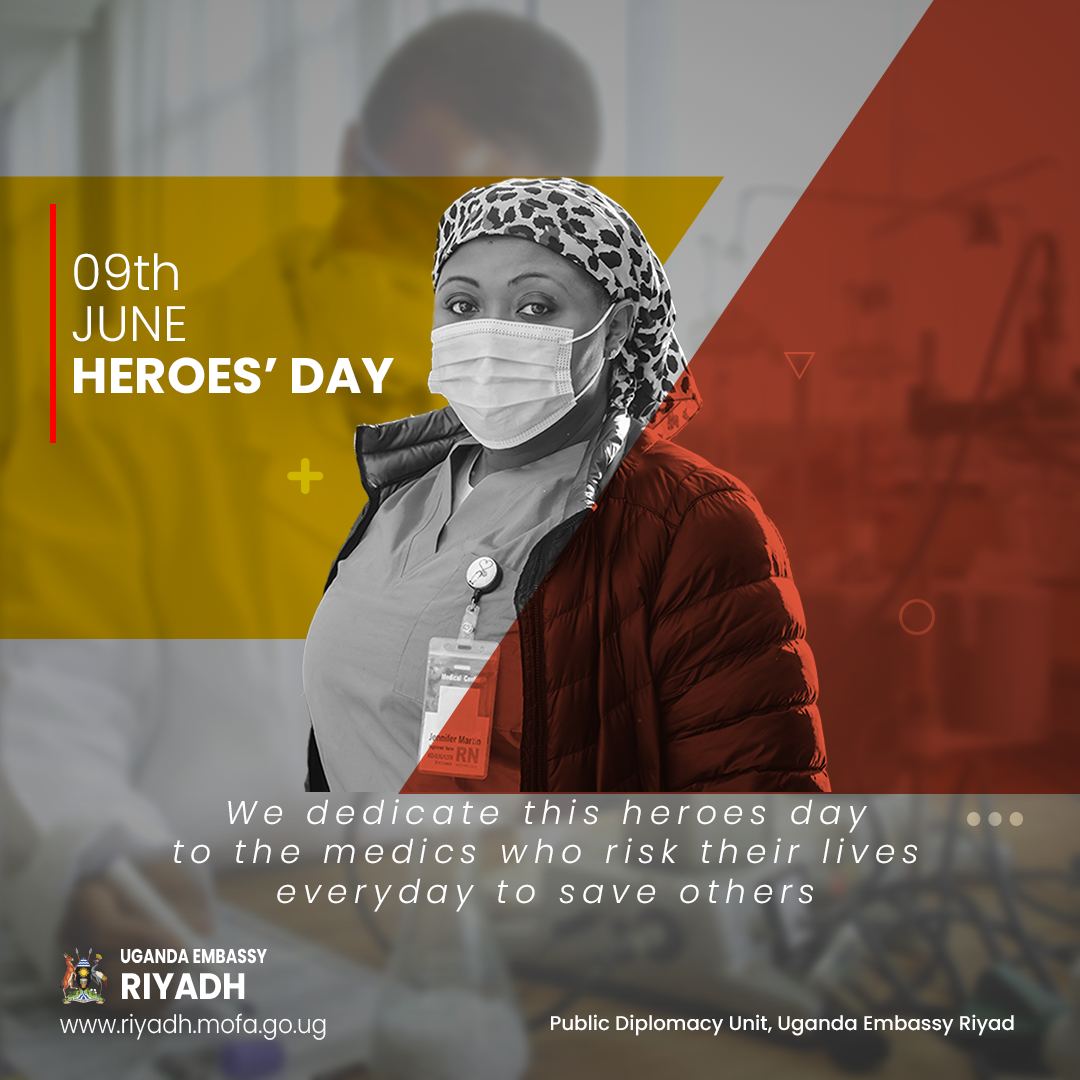 09th
JUNE
HEROES’ DAY
Medical
Jennifer Martin
RN
We dedicate this heroes day
to the medics who risk their lives
everyday to save others
UGANDA EMBASSY
RIYADH
www.riyadh.mofa.go.ug
Public Diplomacy Unit, Uganda Embassy Riyad